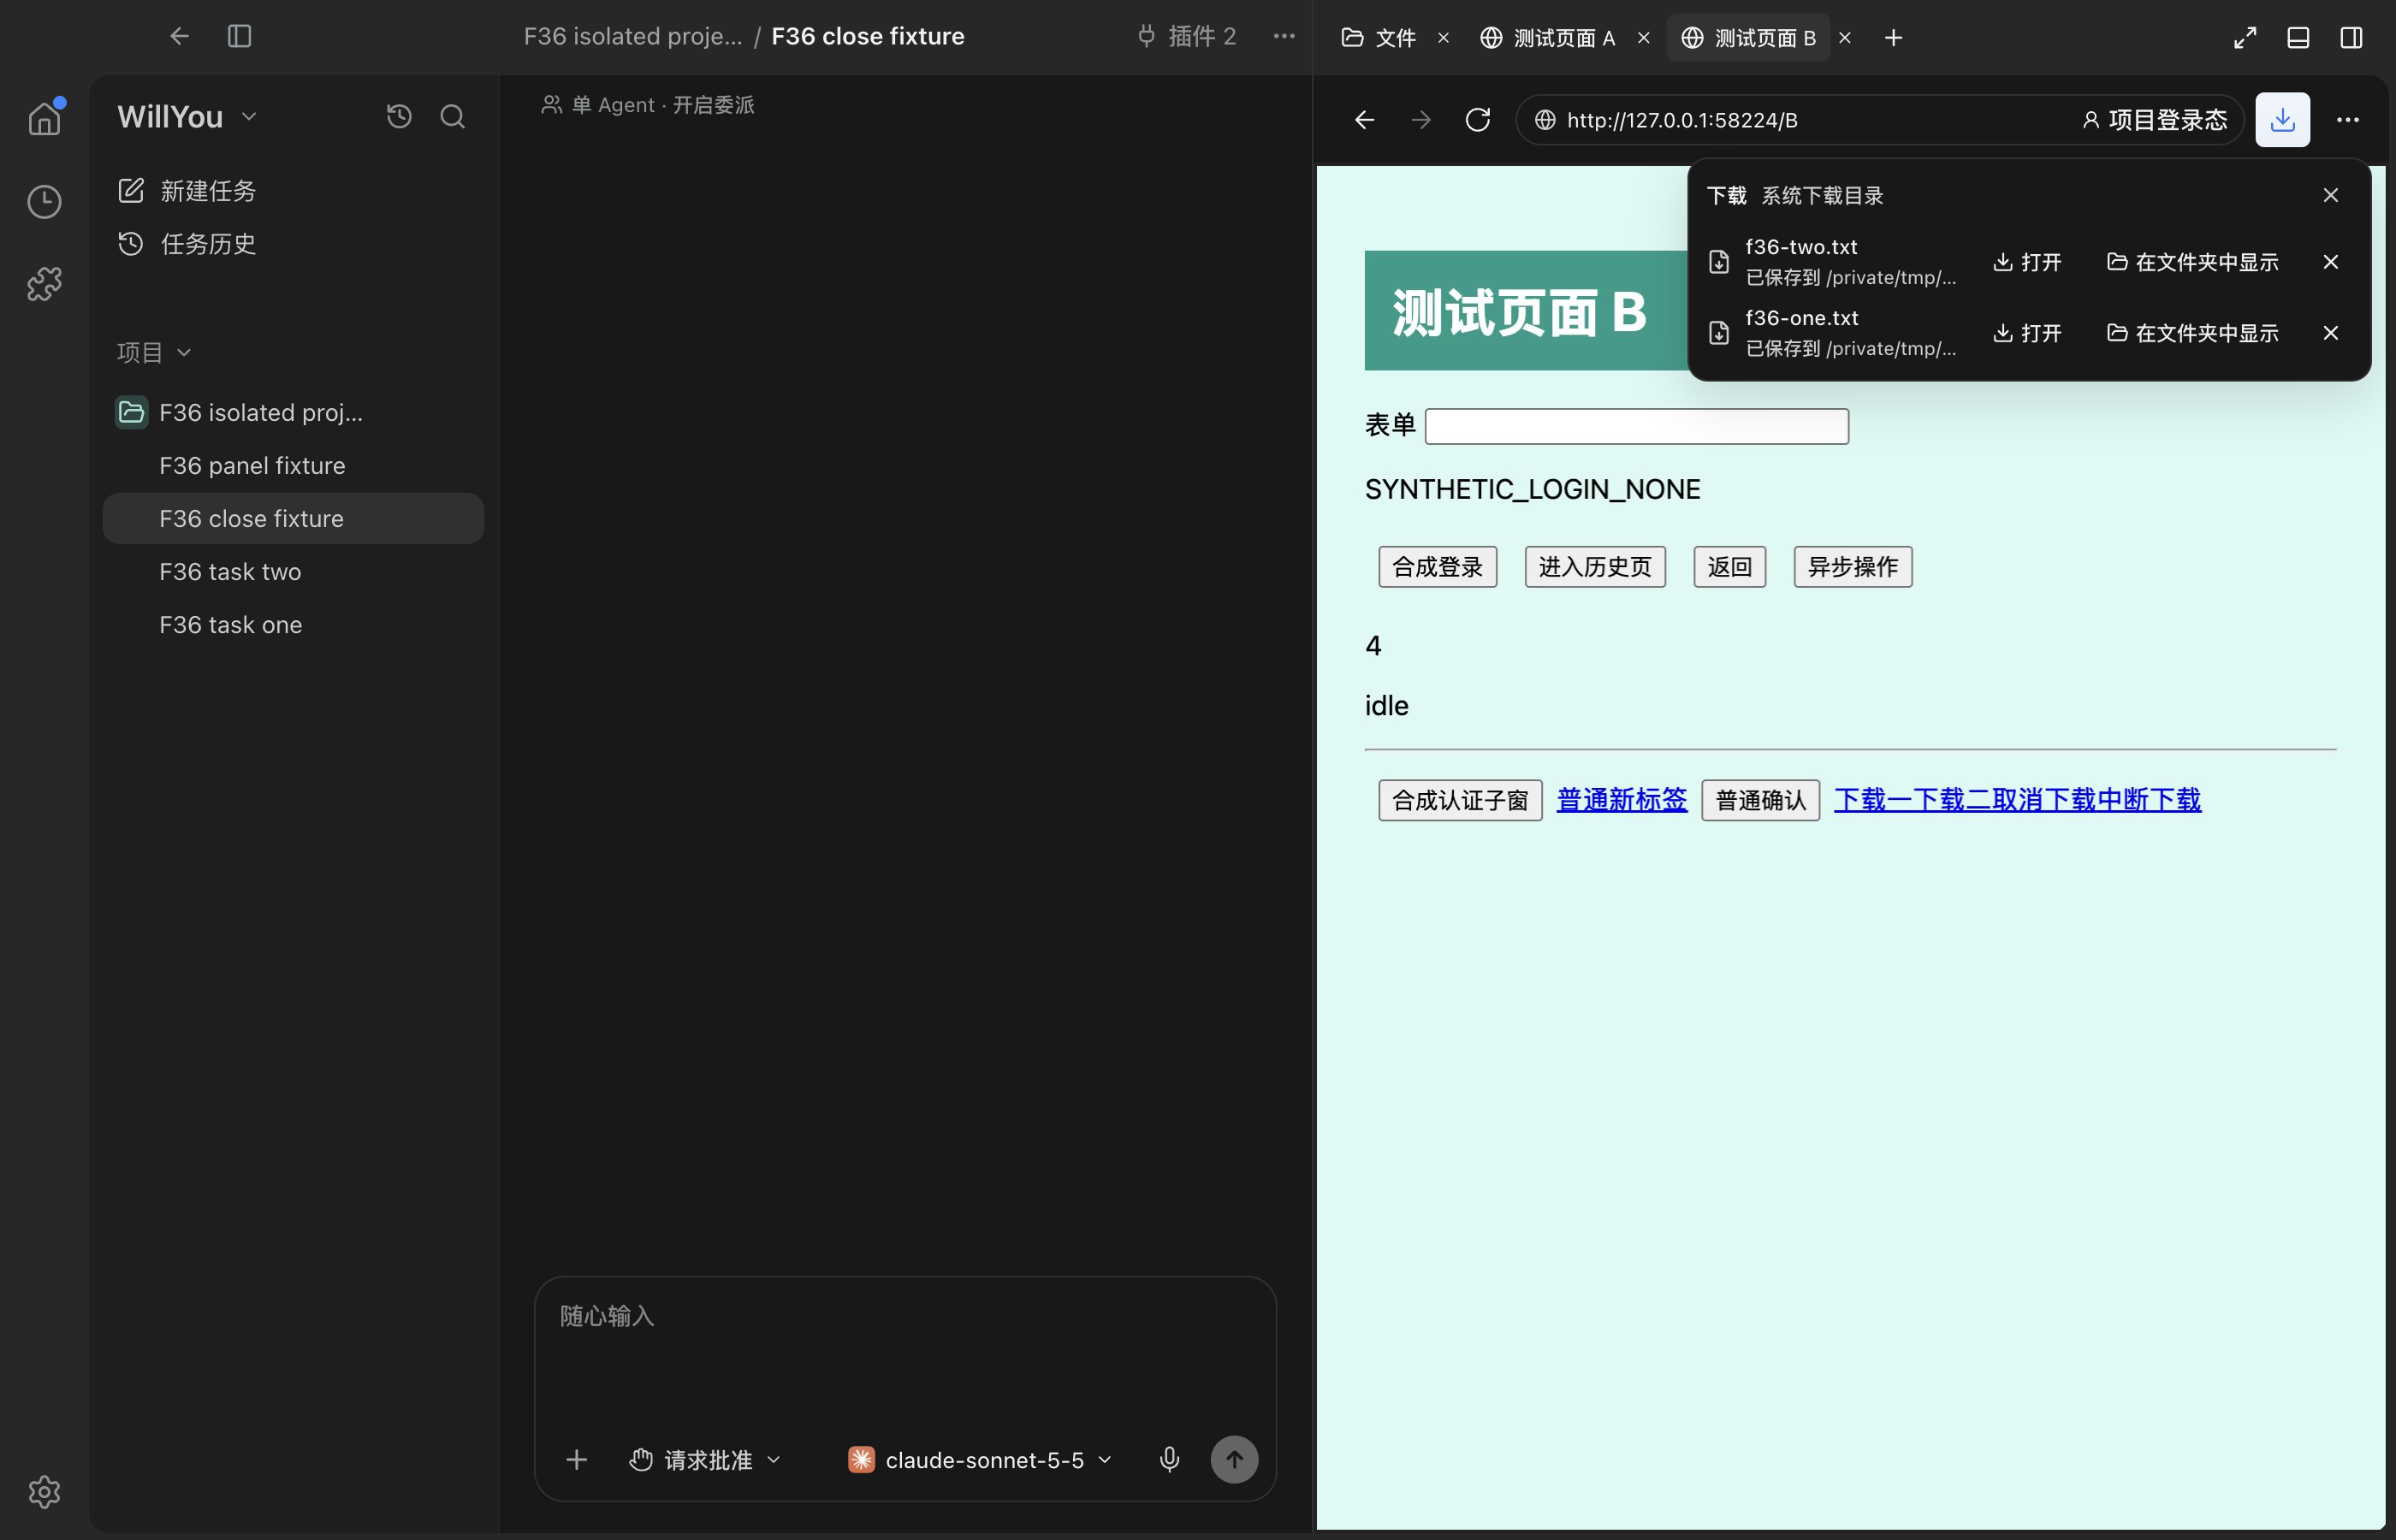 F36 isolated proje... / F36 close fixture
插件 2
文件
测试页面 A
测试页面 B
WillYou
新建任务
任务历史
项目
F36 isolated proj...
F36 panel fixture
F36 close fixture
F36 task two
F36 task one
单 Agent · 开启委派
随心输入
请求批准
claude-sonnet-5-5
http://127.0.0.1:58224/B
项目登录态
下载 系统下载目录
f36-two.txt
已保存到 /private/tmp/...
打开
在文件夹中显示
f36-one.txt
已保存到 /private/tmp/...
打开
在文件夹中显示
测试页面 B
表单
SYNTHETIC_LOGIN_NONE
合成登录 进入历史页 返回 异步操作
4
idle
合成认证子窗 普通新标签 普通确认 下载一下载二取消下载中断下载